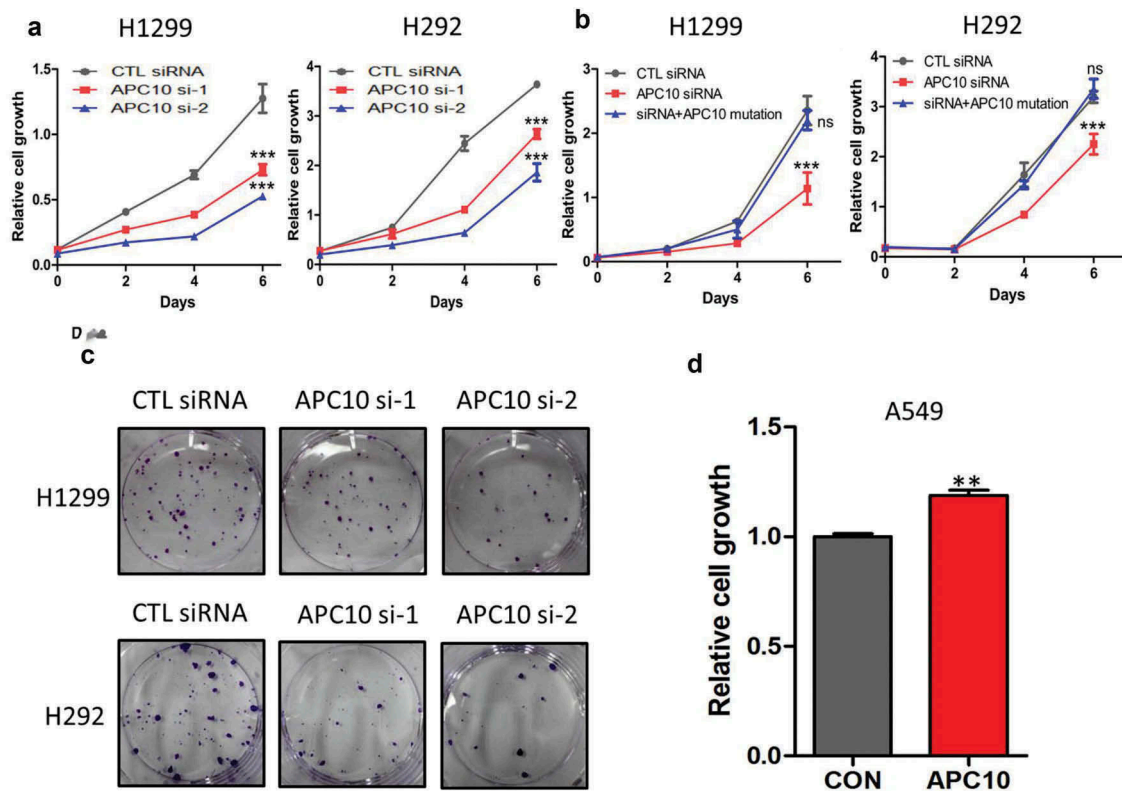 a
H1299
H292
Relative cell growth
1.5
1.0
0.5
0.0
CTL siRNA
APC10 si-1
APC10 si-2
***
***
0 2 4 6
Days
Relative cell growth
4
3
2
1
0
CTL siRNA
APC10 si-1
APC10 si-2
***
***
0 2 4 6
Days
b
H1299
H292
Relative cell growth
3
2
1
0
CTL siRNA
APC10 siRNA
siRNA+APC10 mutation
ns
***
0 2 4 6
Days
Relative cell growth
4
3
2
1
0
CTL siRNA
APC10 siRNA
siRNA+APC10 mutation
ns
***
0 2 4 6
Days
D
c
CTL siRNA APC10 si-1 APC10 si-2
H1299
CTL siRNA APC10 si-1 APC10 si-2
H292
d
A549
Relative cell growth
1.5
1.0
0.5
0.0
**
CON APC10